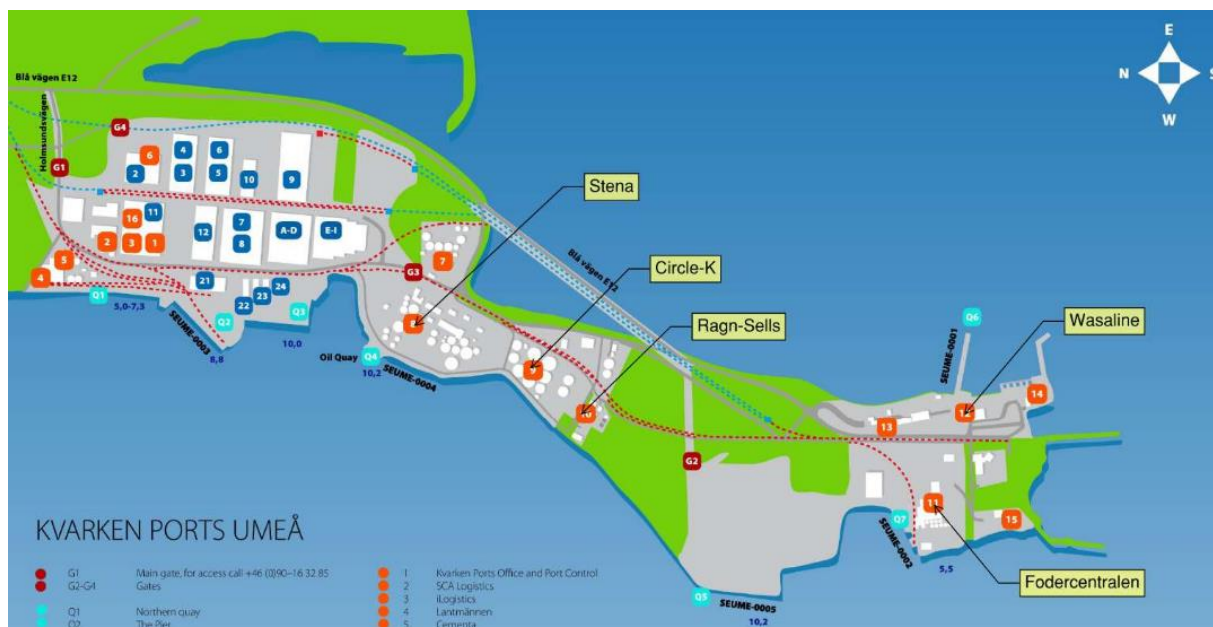 E
N
S
W
Blå vägen E12
Holmsundsvägen
G4
G1
6
2
4
3
6
5
10
9
Stena
16
11
2
3
1
12
7
8
A-D
E-I
7
G3
Blå vägen E12
Circle-K
Ragn-Sells
5
4
Q1
5,0-7,3
SEUME-0003
21
22
23
24
Q2
8,8
Q3
10,0
Oil Quay
Q4
10,2
SEUME-0004
10
G2
Q6
SEUME-0001
Wasaline
12
13
14
11
15
Q7
SEUME-0002
5,5
Fodercentralen
Q5
SEUME-0005
10,2
KVARKEN PORTS UMEÅ
G1 Main gate, for access call +46 (0)90–16 32 85
G2-G4 Gates
Q1 Northern quay
Q2 The Pier
1 Kvarken Ports Office and Port Control
2 SCA Logistics
3 iLogistics
4 Lantmännen
5 Cementa